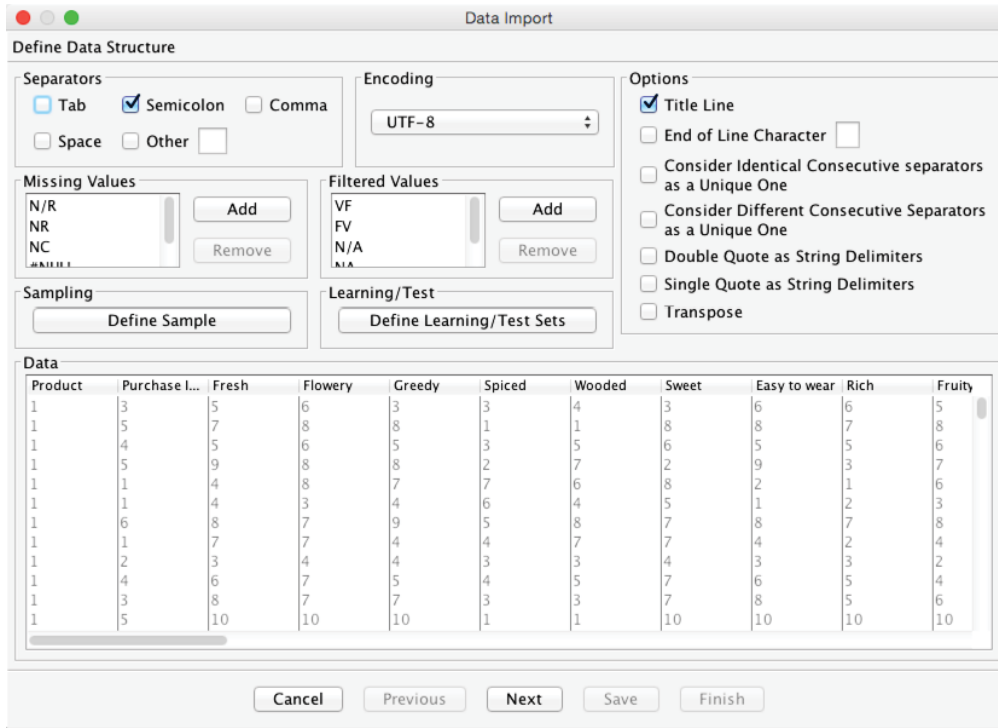 Data Import
Define Data Structure
Separators
Tab Semicolon Comma
Space Other
Encoding
UTF-8
Options
Title Line
End of Line Character
Consider Identical Consecutive separators
as a Unique One
Consider Different Consecutive Separators
as a Unique One
Double Quote as String Delimiters
Single Quote as String Delimiters
Transpose
Missing Values
N/R
NR
NC
#NULL
Add
Remove
Filtered Values
VF
FV
N/A
NA
Add
Remove
Sampling
Define Sample
Learning/Test
Define Learning/Test Sets
Data
Product Purchase I... Fresh Flowery Greedy Spiced Wooded Sweet Easy to wear Rich Fruity
1 3 5 6 3 3 4 3 6 6 5
1 5 7 8 8 1 1 8 8 7 8
1 4 5 6 5 3 5 6 5 5 6
1 5 9 8 8 2 7 2 9 3 7
1 1 4 8 7 7 6 8 2 1 6
1 1 4 3 4 6 4 5 1 2 3
1 6 8 7 9 5 8 7 8 7 8
1 1 7 7 4 4 7 7 4 2 4
1 2 3 4 4 3 3 4 3 3 2
1 4 6 7 5 4 5 7 6 5 4
1 3 8 7 7 3 3 7 8 5 6
1 5 10 10 10 1 1 10 10 10 10
Cancel Previous Next Save Finish